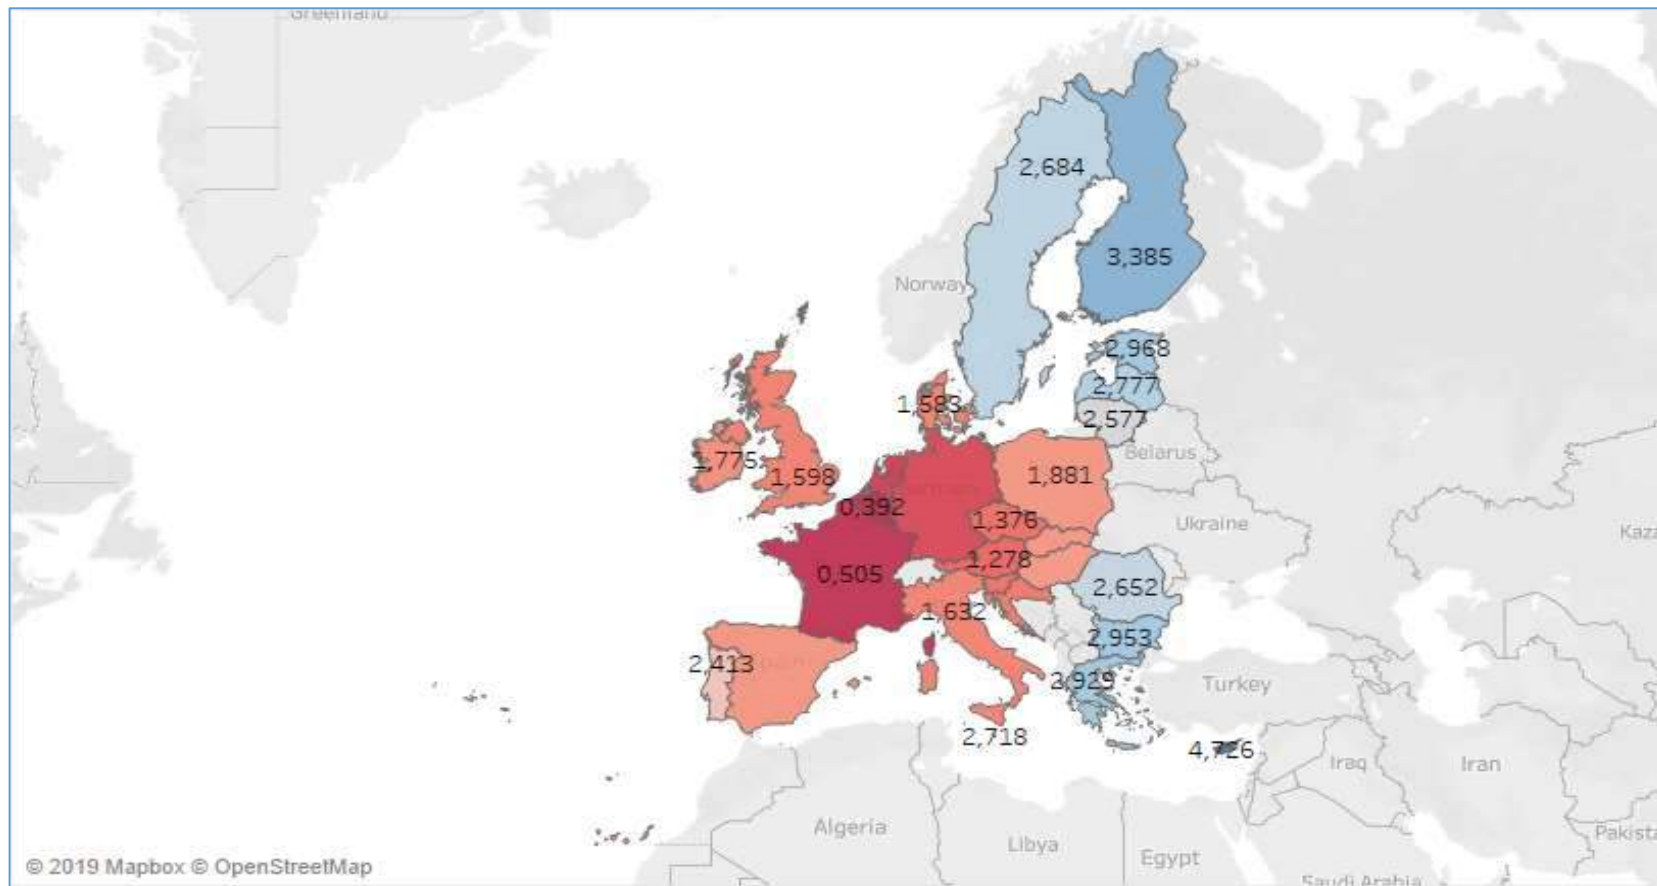 Greenland
2,684
3,385
Norway
2,968
2,777
1,583
2,577
Belarus
1,775
1,598
1,881
0,392
1,376
Ukraine
1,278
0,505
2,652
1,632
2,953
2,413
2,929
Turkey
2,718
4,726
Iraq
Iran
Algeria
Libya
Egypt
Pakista
Saudi Arabia
Kaza
© 2019 Mapbox © OpenStreetMap